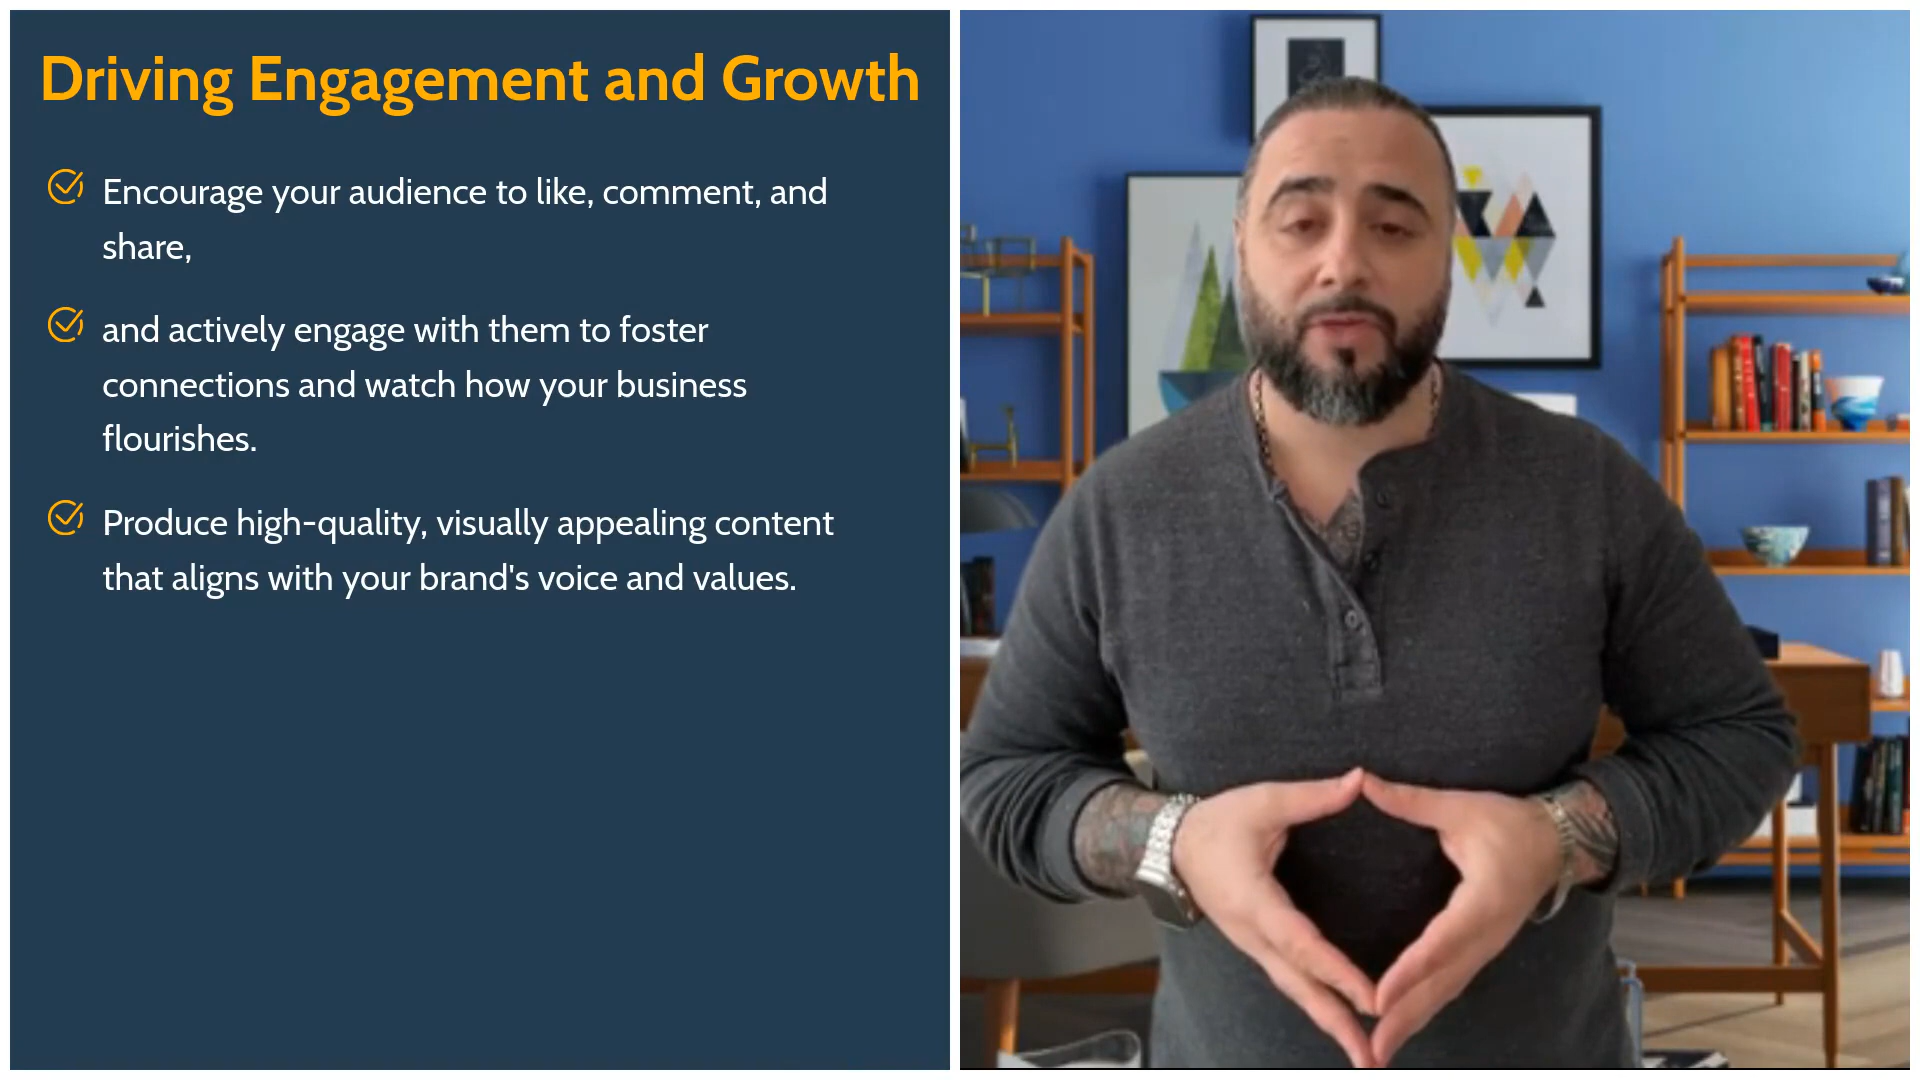 Driving Engagement and Growth
Encourage your audience to like, comment, and
share,
and actively engage with them to foster
connections and watch how your business
flourishes.
Produce high-quality, visually appealing content
that aligns with your brand's voice and values.